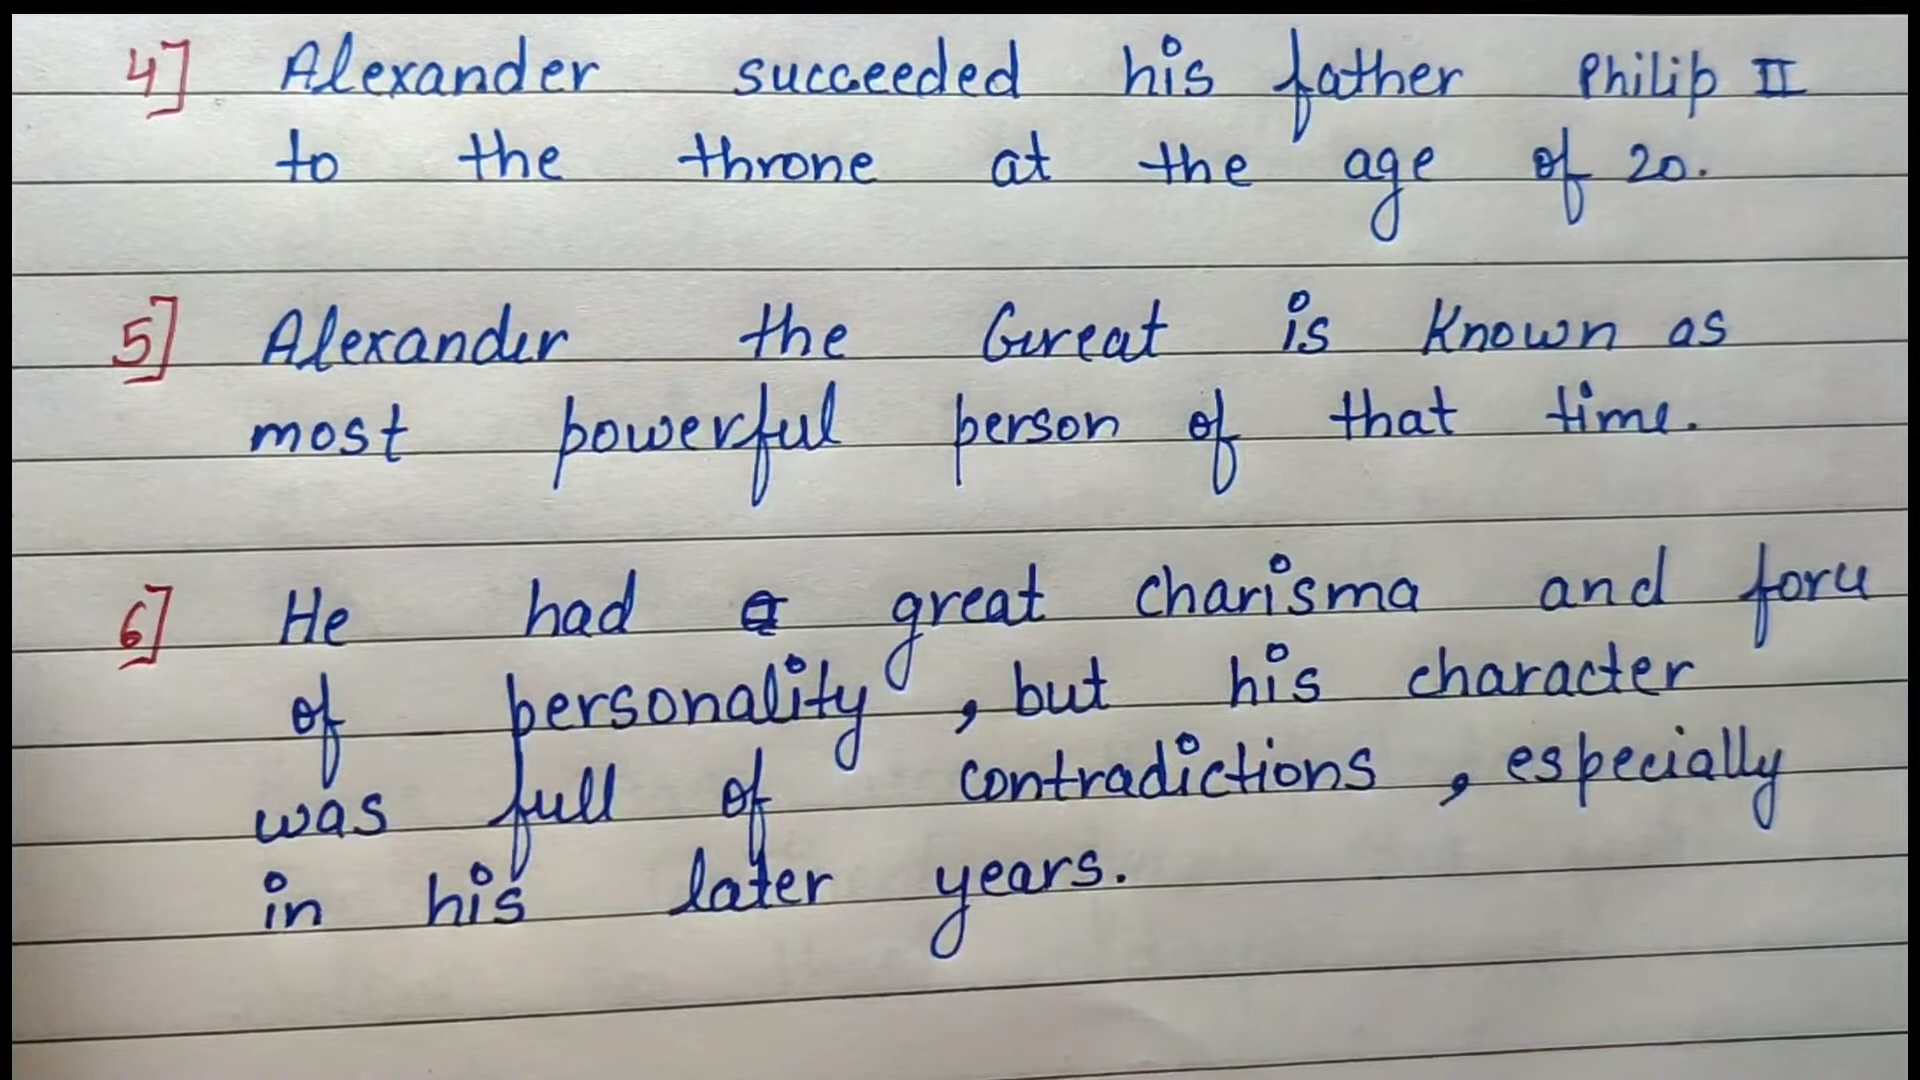 4] Alexander succeeded his father Philip II
to the throne at the age of 20.
5] Alexander the Great is Known as
most powerful person of that time.
6] He had a great charisma and force
of personality, but his character
was full of contradictions, especially
in his later years.